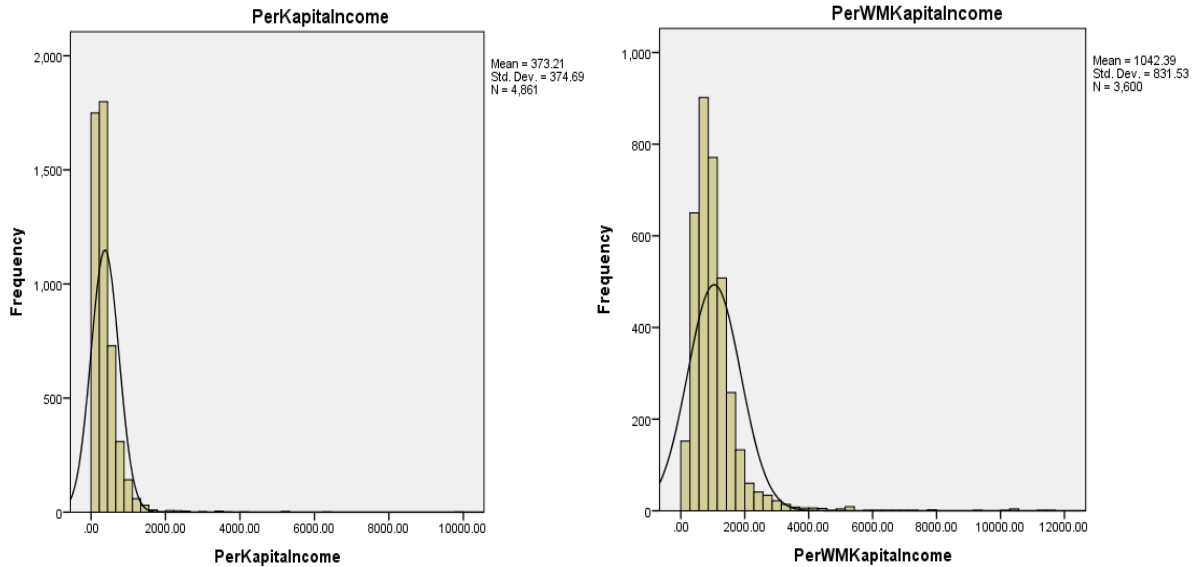 PerKapitaIncome
2,000
1,500
1,000
500
0
Frequency
.00 2000.00 4000.00 6000.00 8000.00 10000.00
PerKapitaIncome
Mean = 373.21
Std. Dev. = 374.69
N = 4,861
PerWMKapitaIncome
1,000
800
600
400
200
0
Frequency
.00 2000.00 4000.00 6000.00 8000.00 10000.00 12000.00
PerWMKapitaIncome
Mean = 1042.39
Std. Dev. = 831.53
N = 3,600